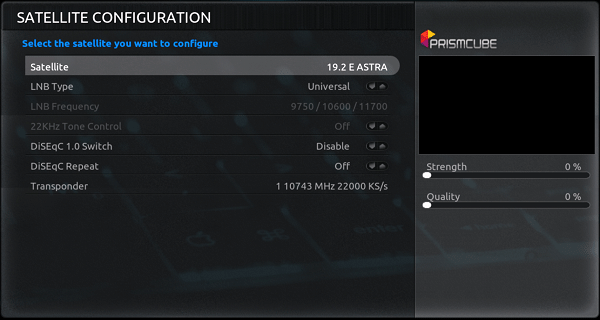 SATELLITE CONFIGURATION
Select the satellite you want to configure
Satellite 19.2 E ASTRA
LNB Type Universal
LNB Frequency 9750 / 10600 / 11700
22KHz Tone Control Off
DiSEqC 1.0 Switch Disable
DiSEqC Repeat Off
Transponder 1 10743 MHz 22000 KS/s
PRISMCUBE
Strength 0 %
Quality 0 %